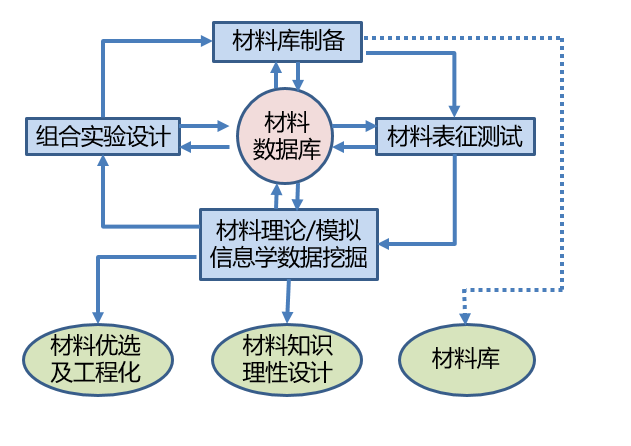 材料库制备
组合实验设计
材料
数据库
材料表征测试
材料理论/模拟
信息学数据挖掘
材料优选
及工程化
材料知识
理性设计
材料库